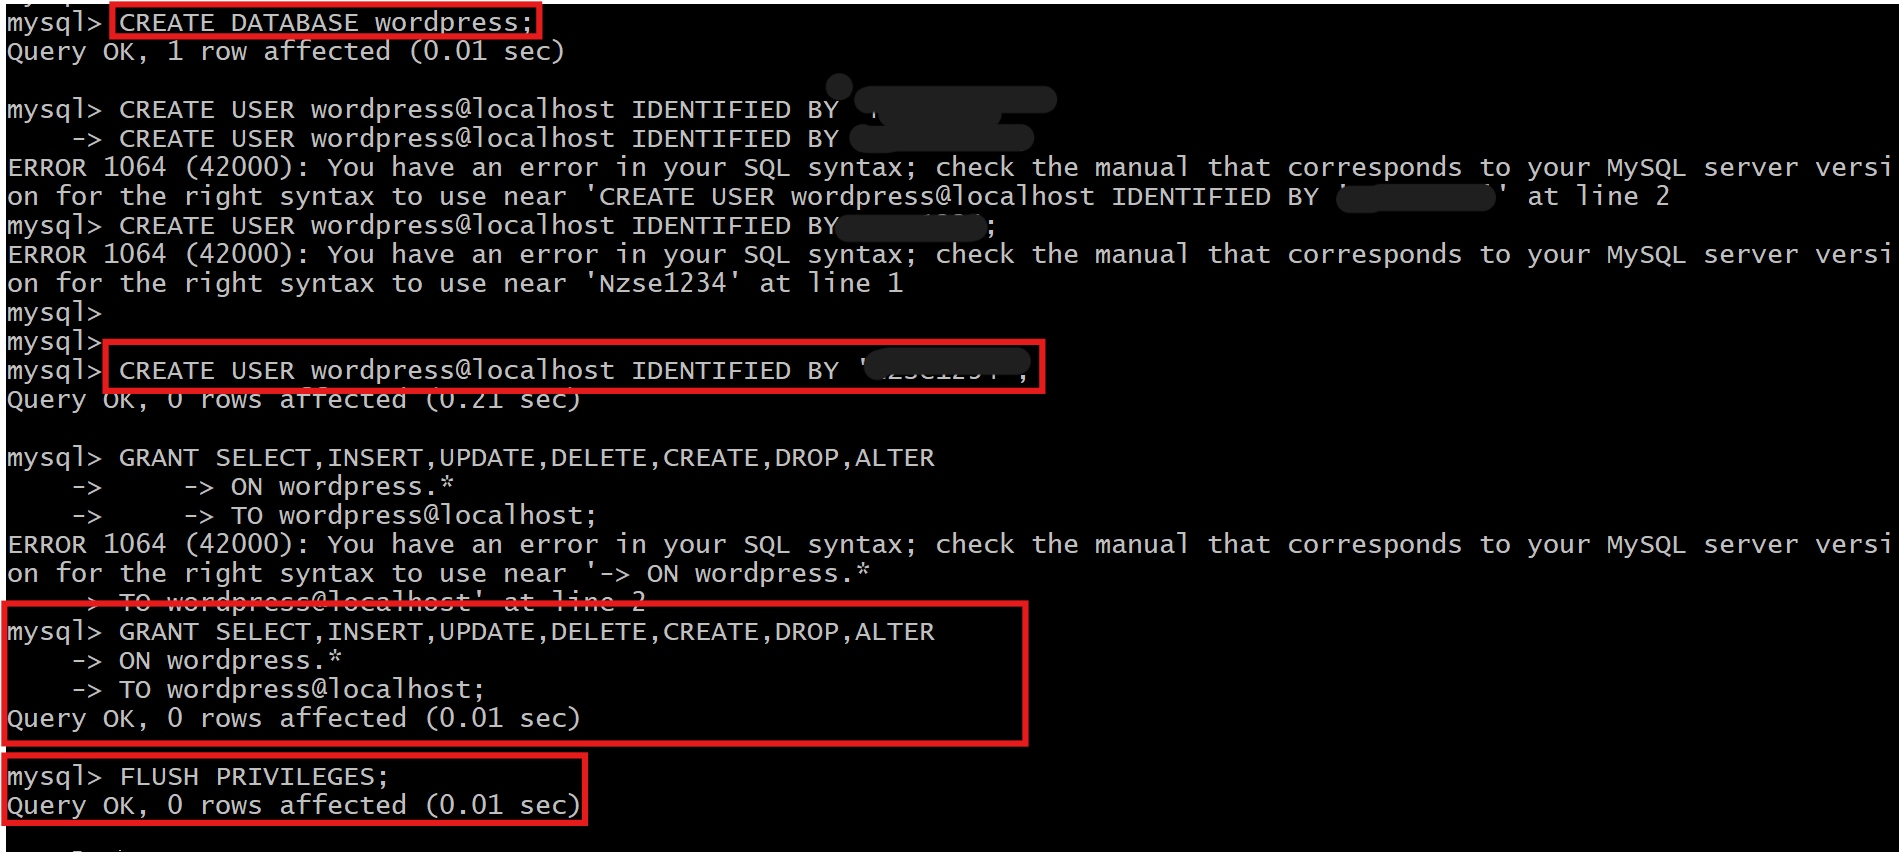 mysql> CREATE DATABASE wordpress;
Query OK, 1 row affected (0.01 sec)
mysql> CREATE USER wordpress@localhost IDENTIFIED BY '
-> CREATE USER wordpress@localhost IDENTIFIED BY
ERROR 1064 (42000): You have an error in your SQL syntax; check the manual that corresponds to your MySQL server versi
on for the right syntax to use near 'CREATE USER wordpress@localhost IDENTIFIED BY '' at line 2
mysql> CREATE USER wordpress@localhost IDENTIFIED BY ;
ERROR 1064 (42000): You have an error in your SQL syntax; check the manual that corresponds to your MySQL server versi
on for the right syntax to use near 'Nzse1234' at line 1
mysql>
mysql>
mysql> CREATE USER wordpress@localhost IDENTIFIED BY ';
Query OK, 0 rows affected (0.21 sec)
mysql> GRANT SELECT,INSERT,UPDATE,DELETE,CREATE,DROP,ALTER
-> -> ON wordpress.*
-> -> TO wordpress@localhost;
ERROR 1064 (42000): You have an error in your SQL syntax; check the manual that corresponds to your MySQL server versi
on for the right syntax to use near '-> ON wordpress.*
-> TO wordpress@localhost' at line 2
mysql> GRANT SELECT,INSERT,UPDATE,DELETE,CREATE,DROP,ALTER
-> ON wordpress.*
-> TO wordpress@localhost;
Query OK, 0 rows affected (0.01 sec)
mysql> FLUSH PRIVILEGES;
Query OK, 0 rows affected (0.01 sec)